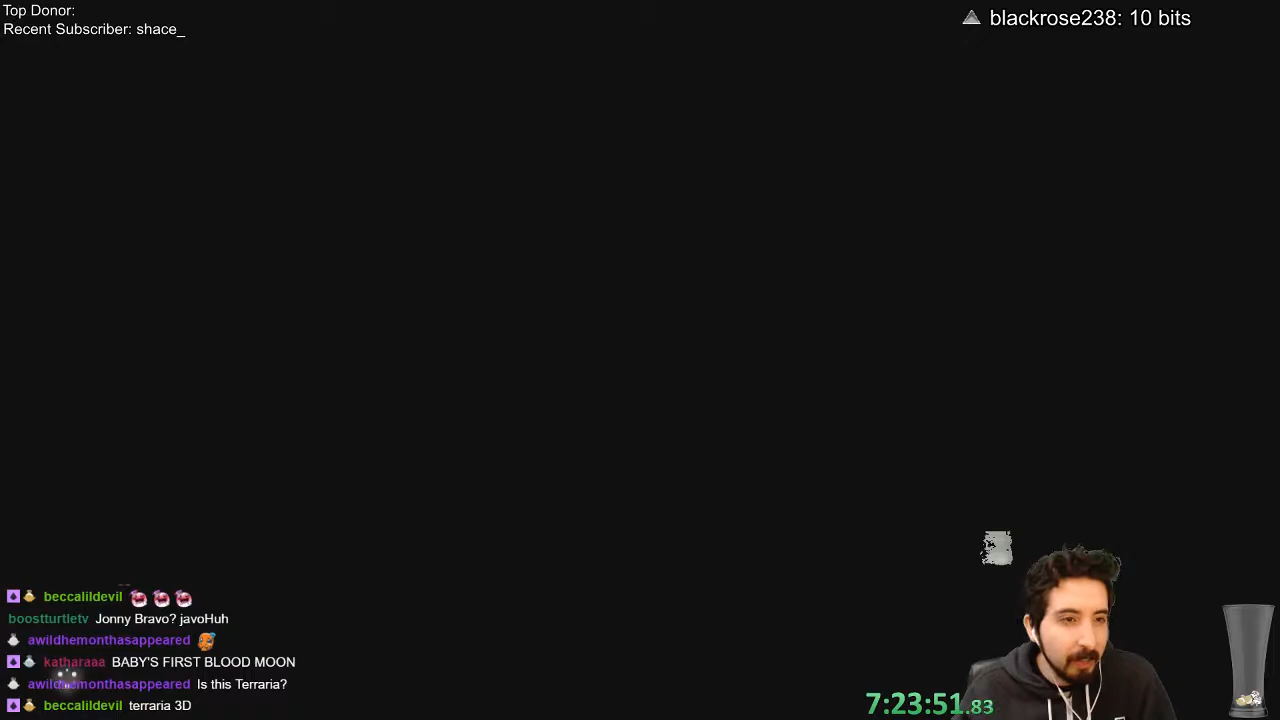 Top Donor:
Recent Subscriber: shace_
blackrose238: 10 bits
beccalildevil
boostturtletv Jonny Bravo? javoHuh
awildhemonthasappeared
katharaaa BABY'S FIRST BLOOD MOON
awildhemonthasappeared Is this Terraria?
beccalildevil terraria 3D
7:23:51.83